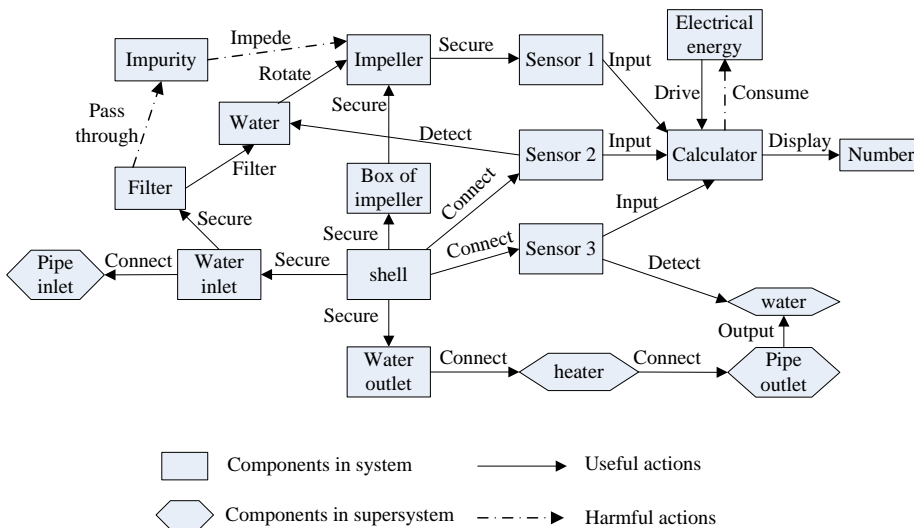 Electrical
energy
Impede
Impurity
Impeller
Secure
Sensor 1
Input
Rotate
Drive
Consume
Pass
through
Secure
Water
Detect
Display
Sensor 2
Input
Calculator
Number
Filter
Filter
Box of
impeller
Connect
Input
Secure
Secure
Connect
Sensor 3
Pipe
inlet
Connect
Water
inlet
Secure
shell
Detect
water
Secure
Output
Water
outlet
Connect
heater
Connect
Pipe
outlet
Components in system
Useful actions
Components in supersystem
Harmful actions